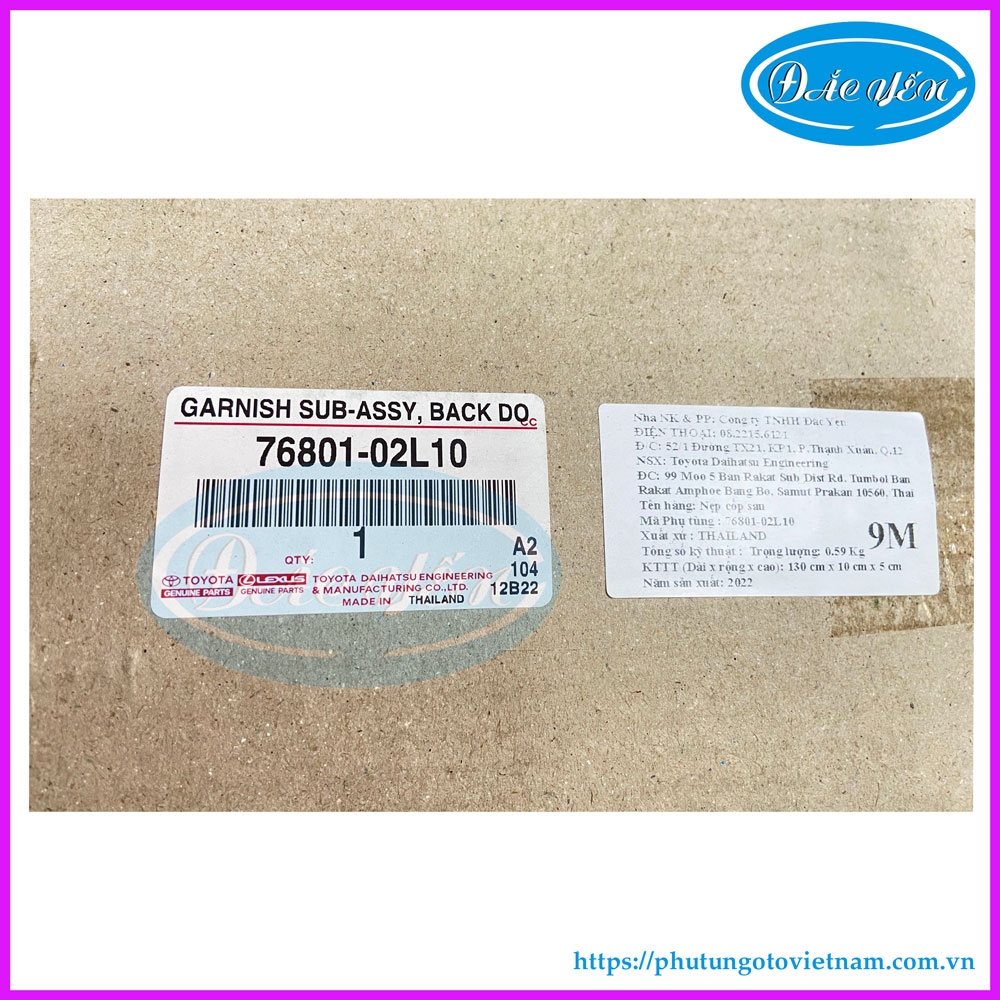 ĐẮC YẾN
GARNISH SUB-ASSY, BACK DO
CC
76801-02L10
QTY: 1
A2
104
12B22
TOYOTA
GENUINE PARTS
LEXUS
GENUINE PARTS
TOYOTA DAIHATSU ENGINEERING
& MANUFACTURING CO., LTD.
MADE IN THAILAND
ĐẮC YẾN
Nhà NK & PP: Công ty TNHH Đắc Yến
ĐIỆN THOẠI: 08.2215.6121
Đ/C: 52/1 Đường TX21, KP1, P.Thạnh Xuân, Q.12
NSX: Toyota Daihatsu Engineering
ĐC: 99 Moo 5 Ban Rakat Sub Dist Rd. Tumbol Ban
Rakat Amphoe Bang Bo, Samut Prakan 10560, Thai
Tên hàng: Nẹp cốp sau
Mã Phụ tùng : 76801-02L10
Xuất xứ : THAILAND
9M
Tổng số kỹ thuật : Trọng lượng: 0.59 Kg
KTTT (Dài x rộng x cao): 130 cm x 10 cm x 5 cm
Năm sản xuất: 2022
https://phutungotovietnam.com.vn